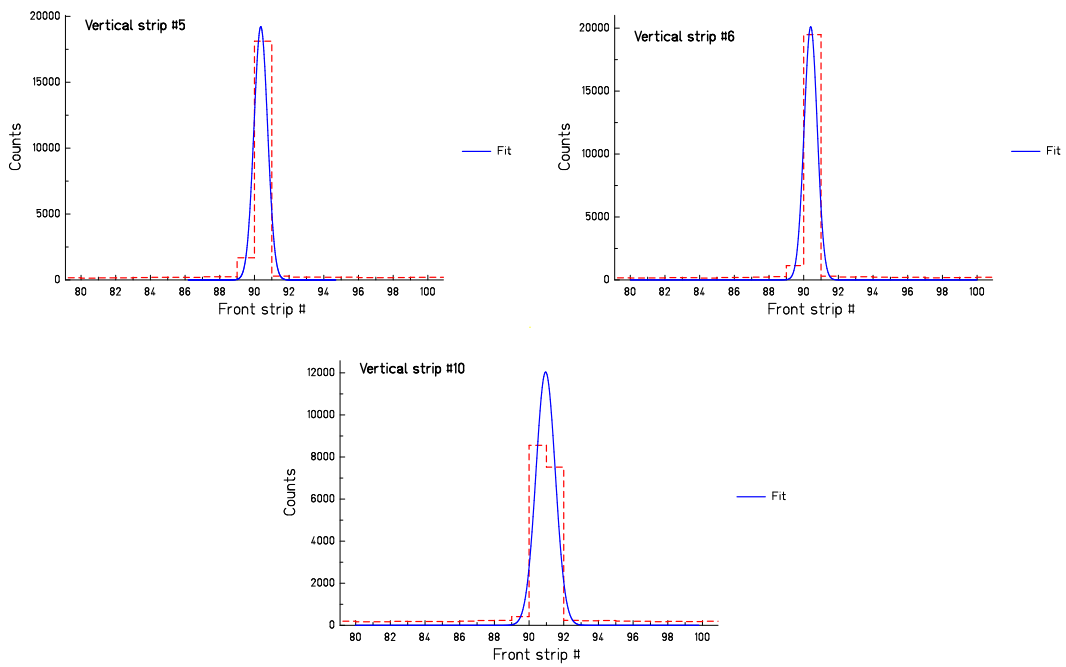 Vertical strip #5
20000
15000
10000
5000
0
Counts
80 82 84 86 88 90 92 94 96 98 100
Front strip #
Fit
Vertical strip #6
20000
15000
10000
5000
0
Counts
80 82 84 86 88 90 92 94 96 98 100
Front strip #
Fit
Vertical strip #10
12000
10000
8000
6000
4000
2000
0
Counts
80 82 84 86 88 90 92 94 96 98 100
Front strip #
Fit